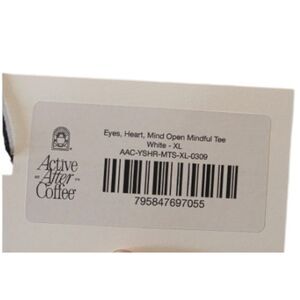 Eyes, Heart, Mind Open Mindful Tee
White - XL
AAC-YSHR-MTS-XL-0309
Active
After
Coffee
795847697055